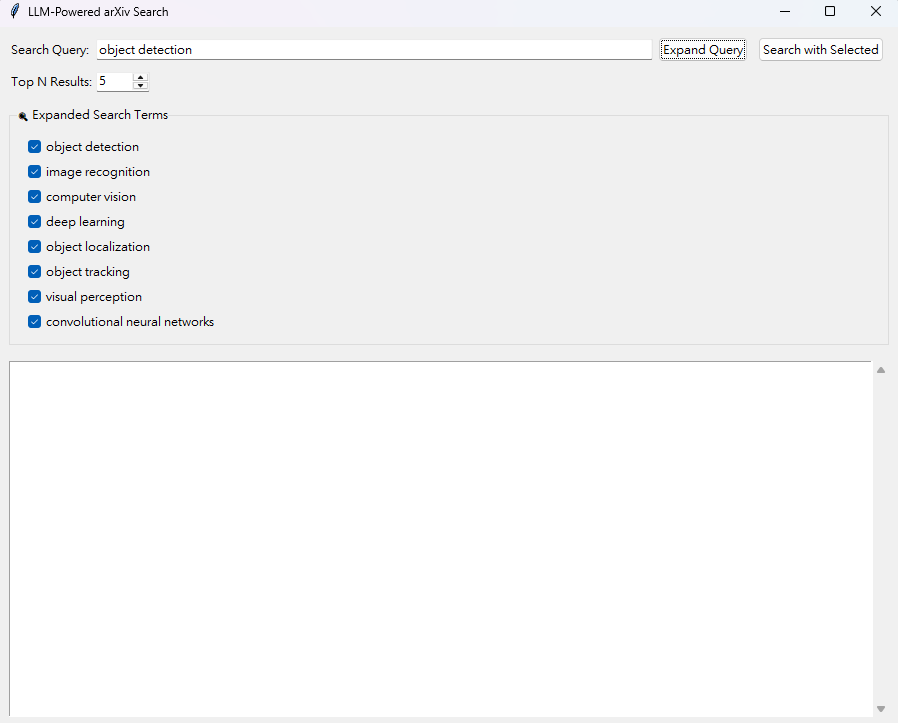 LLM-Powered arXiv Search
Search Query: object detection Expand Query Search with Selected
Top N Results: 5
Expanded Search Terms
object detection
image recognition
computer vision
deep learning
object localization
object tracking
visual perception
convolutional neural networks